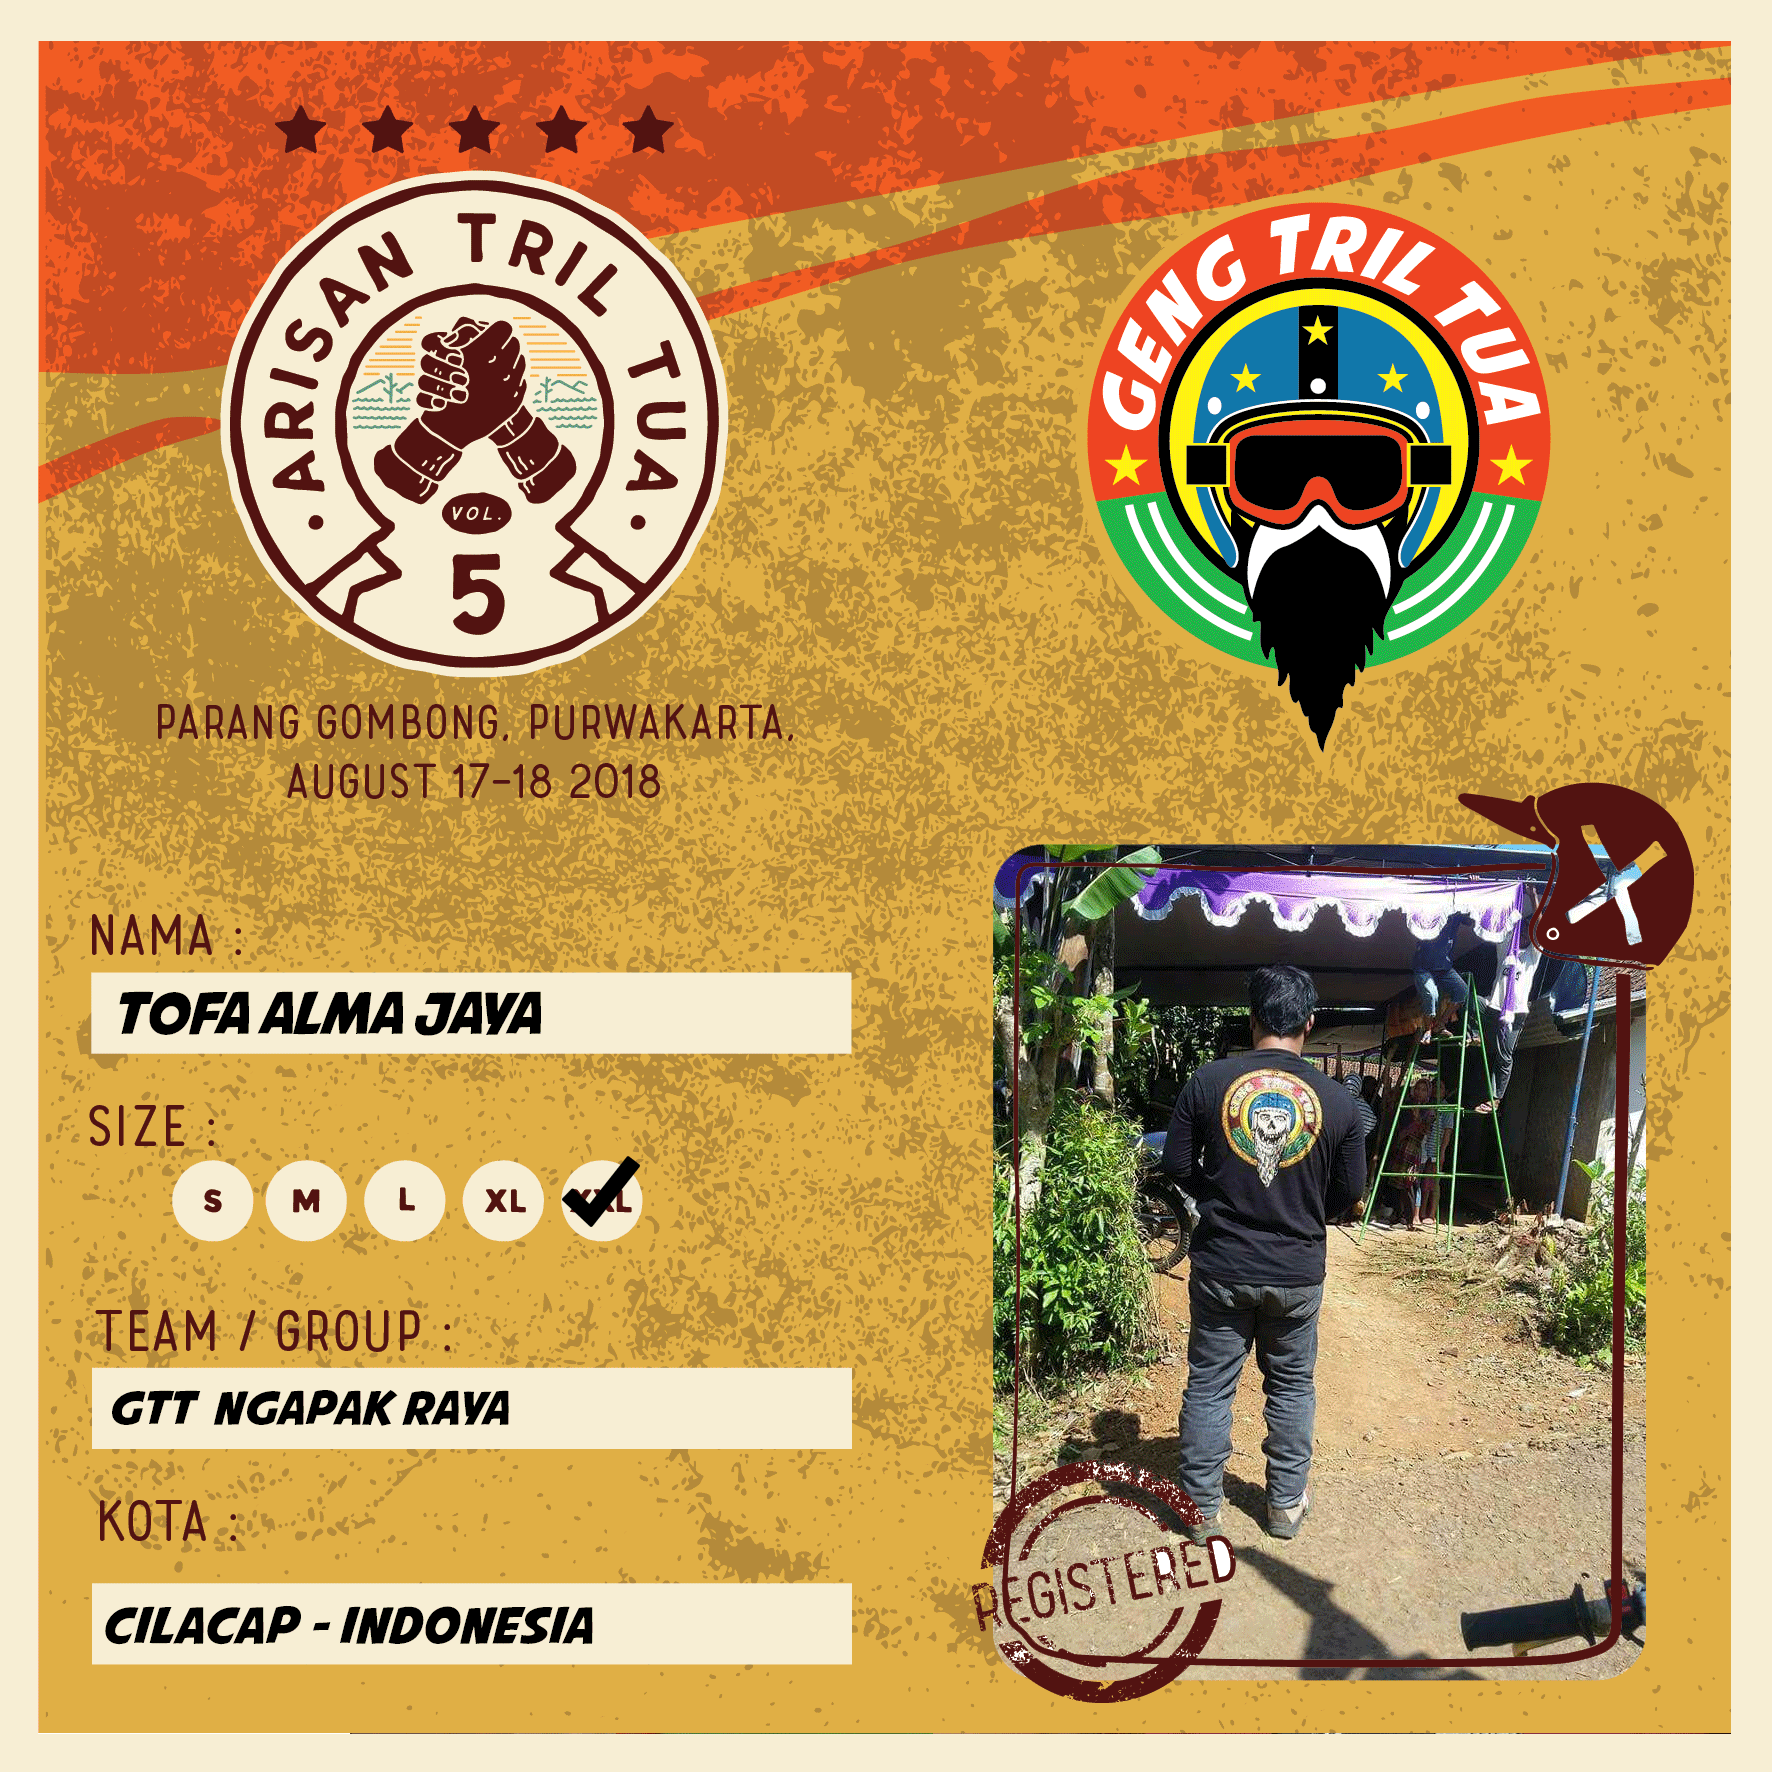 ARISAN TRIL TUA
VOL.
5
PARANG GOMBONG, PURWAKARTA,
AUGUST 17-18 2018
GENG TRIL TUA
NAMA :
TOFA ALMA JAYA
SIZE :
S M L XL XXL
TEAM / GROUP :
GTT NGAPAK RAYA
KOTA :
CILACAP - INDONESIA
REGISTERED